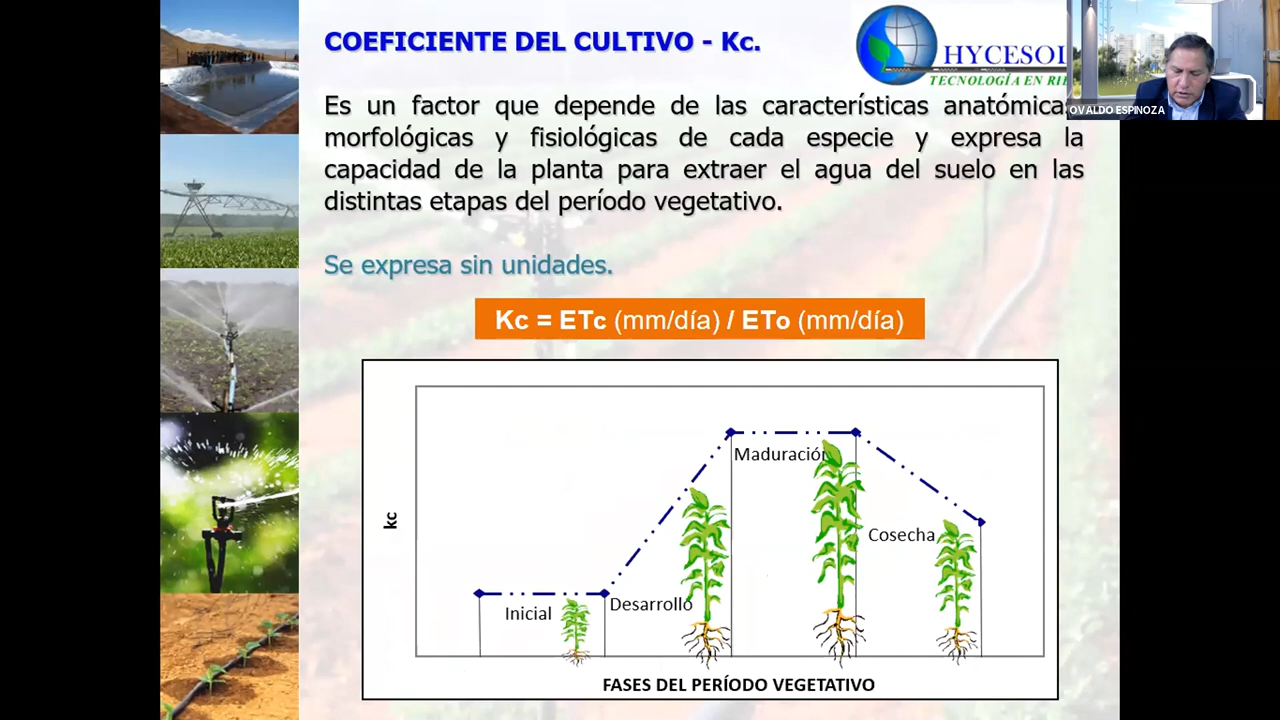 COEFICIENTE DEL CULTIVO - Kc.
HYCESOL
TECNOLOGÍA EN
OVALDO ESPINOZA
Es un factor que depende de las características anatómicas
morfológicas y fisiológicas de cada especie y expresa la
capacidad de la planta para extraer el agua del suelo en las
distintas etapas del período vegetativo.
Se expresa sin unidades.
Kc = ETc (mm/día) / ETo (mm/día)
kc
Maduración
Cosecha
Desarrollo
Inicial
FASES DEL PERÍODO VEGETATIVO